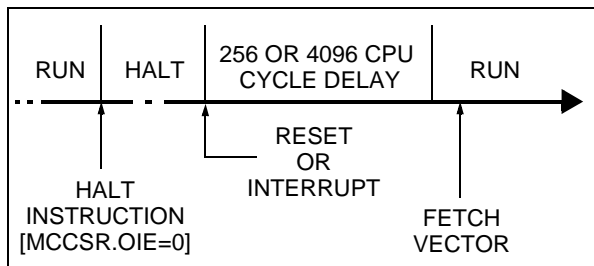 RUN
HALT
256 OR 4096 CPU
CYCLE DELAY
RUN
RESET
OR
INTERRUPT
HALT
INSTRUCTION
[MCCSR.OIE=0]
FETCH
VECTOR